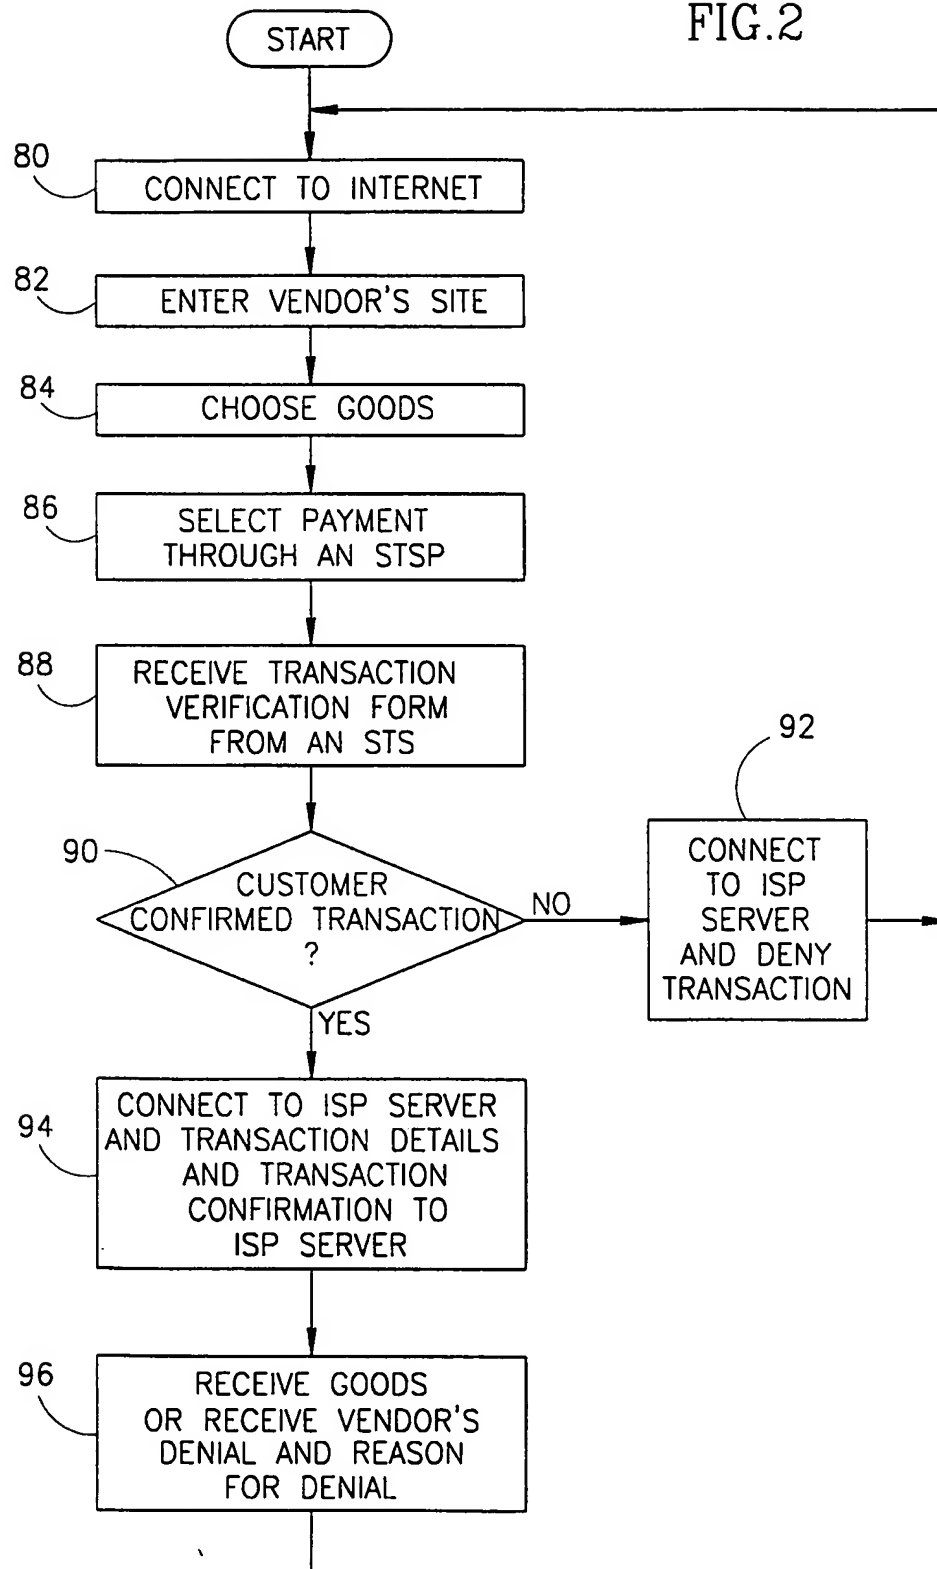 FIG.2
START
80
CONNECT TO INTERNET
82
ENTER VENDOR'S SITE
84
CHOOSE GOODS
86
SELECT PAYMENT
THROUGH AN STSP
88
RECEIVE TRANSACTION
VERIFICATION FORM
FROM AN STS
90
CUSTOMER
CONFIRMED TRANSACTION
?
NO
92
CONNECT
TO ISP
SERVER
AND DENY
TRANSACTION
YES
94
CONNECT TO ISP SERVER
AND TRANSACTION DETAILS
AND TRANSACTION
CONFIRMATION TO
ISP SERVER
96
RECEIVE GOODS
OR RECEIVE VENDOR'S
DENIAL AND REASON
FOR DENIAL